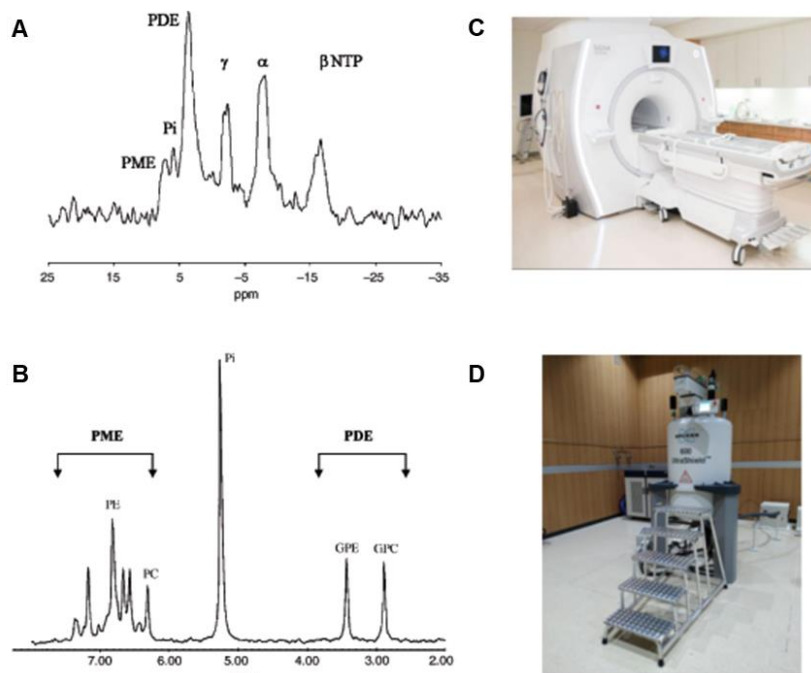 A
PDE
γ
α
β NTP
Pi
PME
25
15
5
-5
-15
-25
-35
ppm
B
Pi
PME
PDE
PE
PC
GPE
GPC
7.00
6.00
5.00
4.00
3.00
2.00
C
D
600
UltraShield